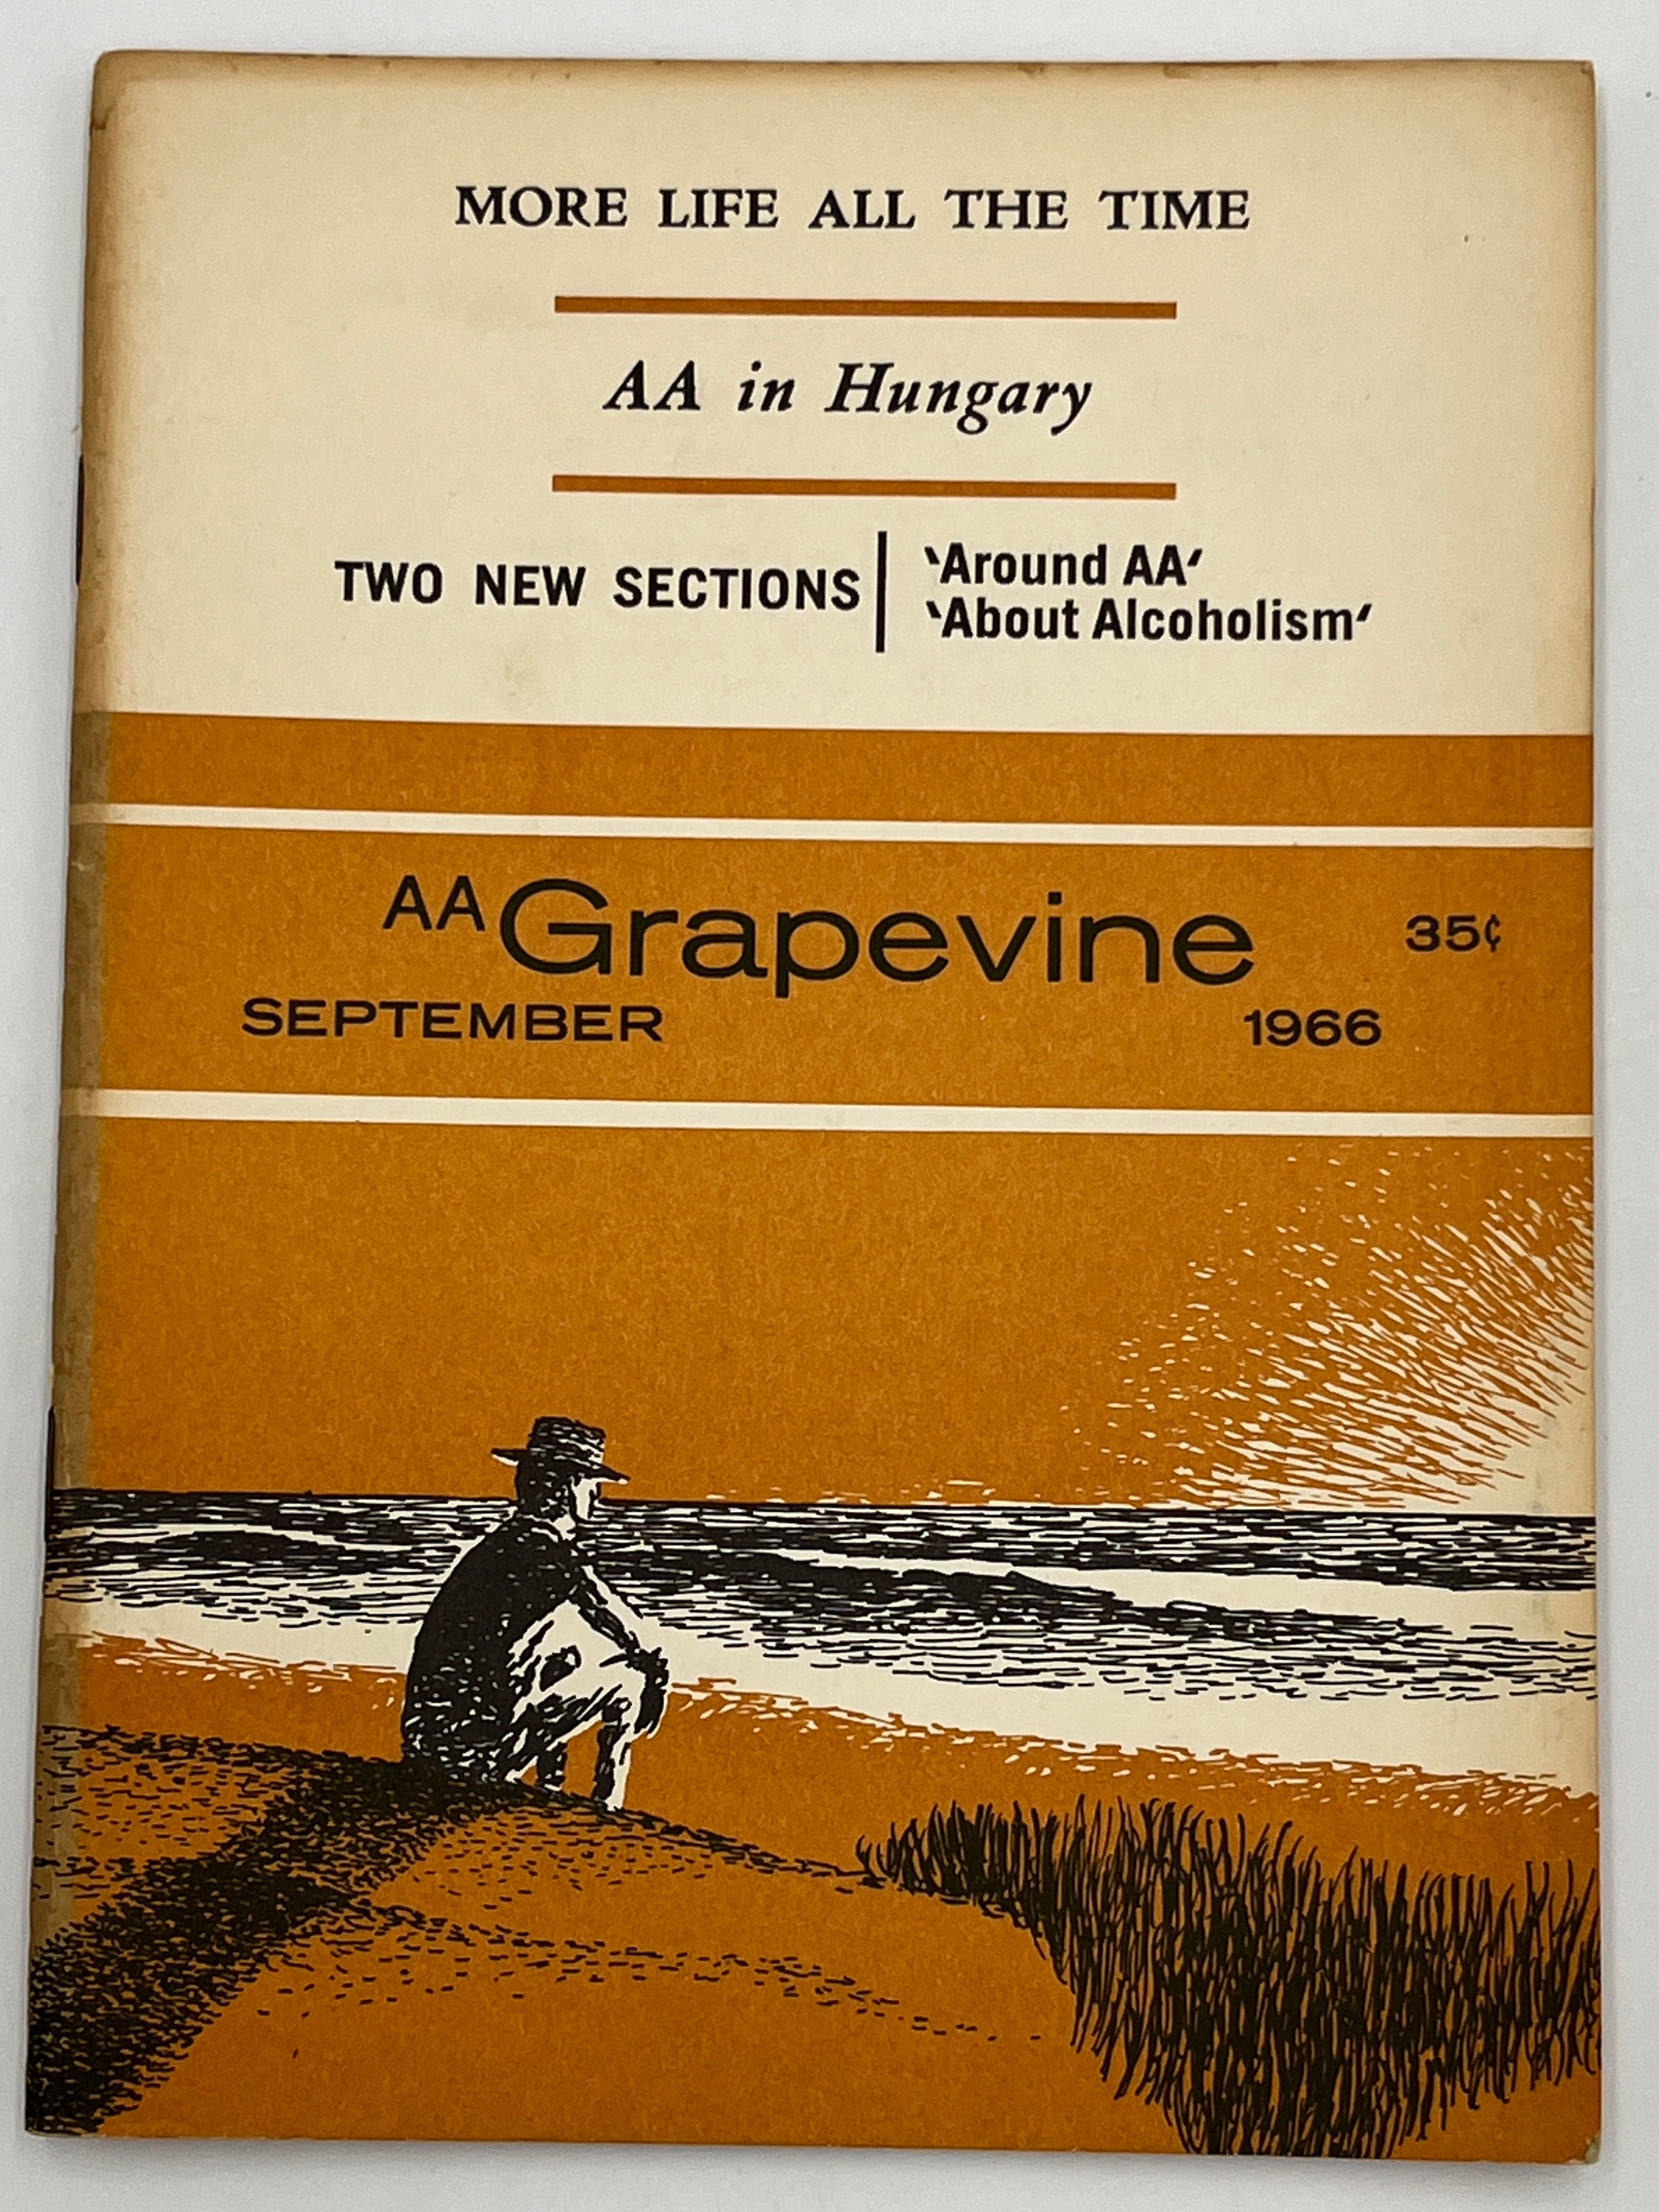 MORE LIFE ALL THE TIME
AA in Hungary
TWO NEW SECTIONS
'Around AA'
'About Alcoholism'
AA Grapevine
35¢
SEPTEMBER 1966